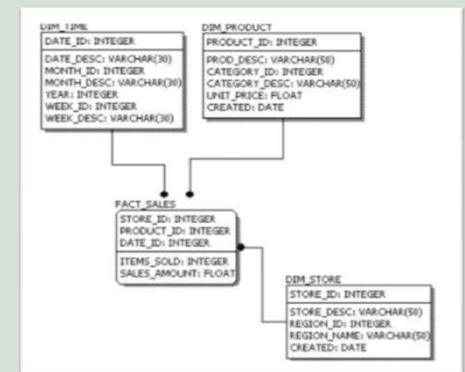 DIM_TIME
DATE_ID: INTEGER
DATE_DESC: VARCHAR(30)
MONTH_ID: INTEGER
MONTH_DESC: VARCHAR(30)
YEAR: INTEGER
WEEK_ID: INTEGER
WEEK_DESC: VARCHAR(30)
DIM_PRODUCT
PRODUCT_ID: INTEGER
PROD_DESC: VARCHAR(50)
CATEGORY_ID: INTEGER
CATEGORY_DESC: VARCHAR(50)
UNIT_PRICE: FLOAT
CREATED: DATE
FACT_SALES
STORE_ID: INTEGER
PRODUCT_ID: INTEGER
DATE_ID: INTEGER
ITEMS_SOLD: INTEGER
SALES_AMOUNT: FLOAT
DIM_STORE
STORE_ID: INTEGER
STORE_DESC: VARCHAR(50)
REGION_ID: INTEGER
REGION_NAME: VARCHAR(50)
CREATED: DATE